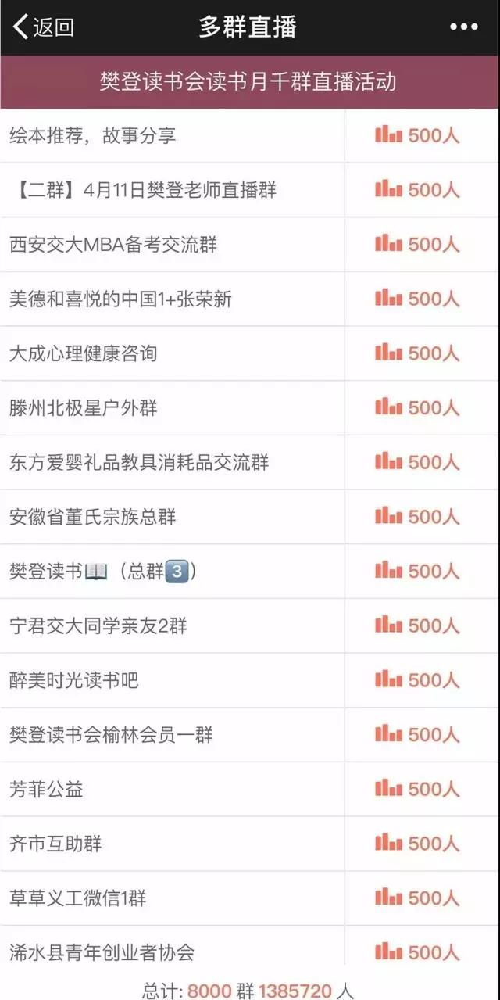 返回
多群直播
樊登读书会读书月千群直播活动
绘本推荐，故事分享 500人
【二群】4月11日樊登老师直播群 500人
西安交大MBA备考交流群 500人
美德和喜悦的中国1+张荣新 500人
大成心理健康咨询 500人
滕州北极星户外群 500人
东方爱婴礼品教具消耗品交流群 500人
安徽省董氏宗族总群 500人
樊登读书📖（总群3️⃣） 500人
宁君交大同学亲友2群 500人
醉美时光读书吧 500人
樊登读书会榆林会员一群 500人
芳菲公益 500人
齐市互助群 500人
草草义工微信1群 500人
浠水县青年创业者协会 500人
总计: 8000 群 1385720 人